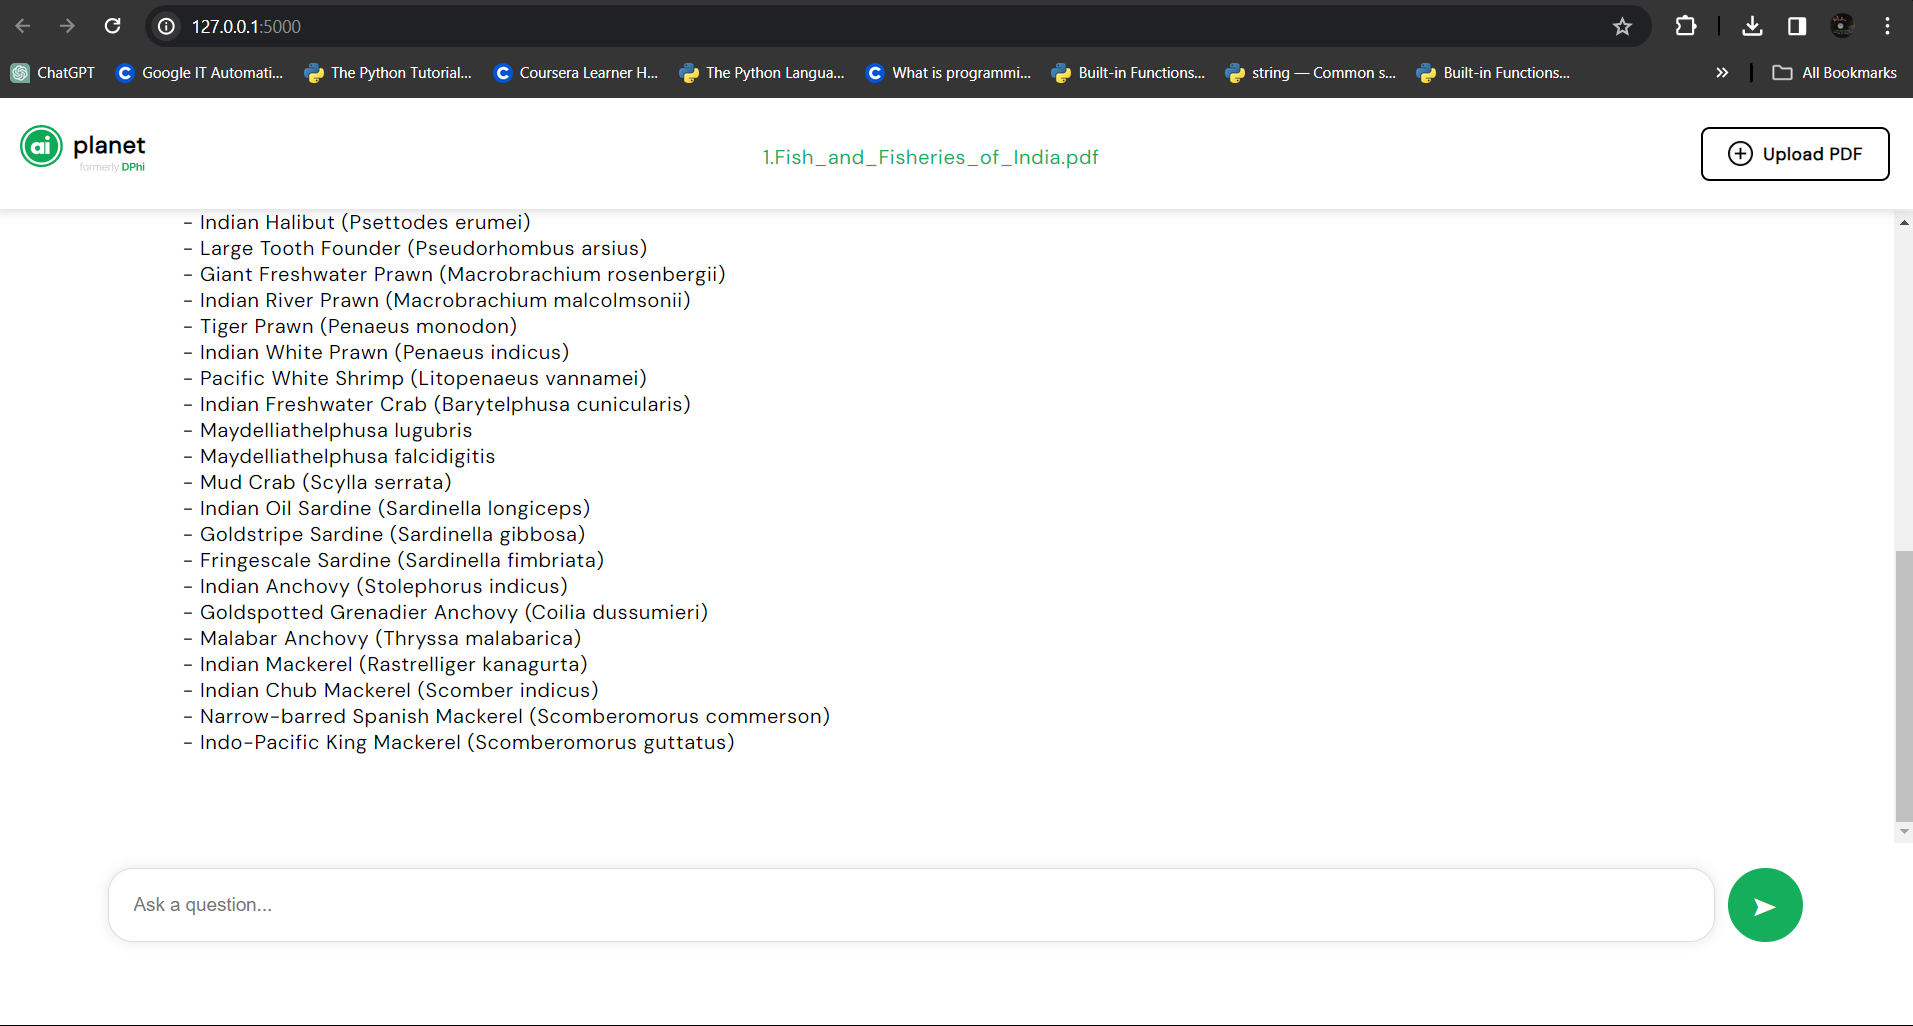 127.0.0.1:5000
ChatGPT
Google IT Automati...
The Python Tutorial...
Coursera Learner H...
The Python Langua...
What is programmi...
Built-in Functions...
string — Common s...
Built-in Functions...
All Bookmarks
ai planet
formerly DPhi
1.Fish_and_Fisheries_of_India.pdf
Upload PDF
- Indian Halibut (Psettodes erumei)
- Large Tooth Founder (Pseudorhombus arsius)
- Giant Freshwater Prawn (Macrobrachium rosenbergii)
- Indian River Prawn (Macrobrachium malcolmsonii)
- Tiger Prawn (Penaeus monodon)
- Indian White Prawn (Penaeus indicus)
- Pacific White Shrimp (Litopenaeus vannamei)
- Indian Freshwater Crab (Barytelphusa cunicularis)
- Maydelliathelphusa lugubris
- Maydelliathelphusa falcidigitis
- Mud Crab (Scylla serrata)
- Indian Oil Sardine (Sardinella longiceps)
- Goldstripe Sardine (Sardinella gibbosa)
- Fringescale Sardine (Sardinella fimbriata)
- Indian Anchovy (Stolephorus indicus)
- Goldspotted Grenadier Anchovy (Coilia dussumieri)
- Malabar Anchovy (Thryssa malabarica)
- Indian Mackerel (Rastrelliger kanagurta)
- Indian Chub Mackerel (Scomber indicus)
- Narrow-barred Spanish Mackerel (Scomberomorus commerson)
- Indo-Pacific King Mackerel (Scomberomorus guttatus)
Ask a question...